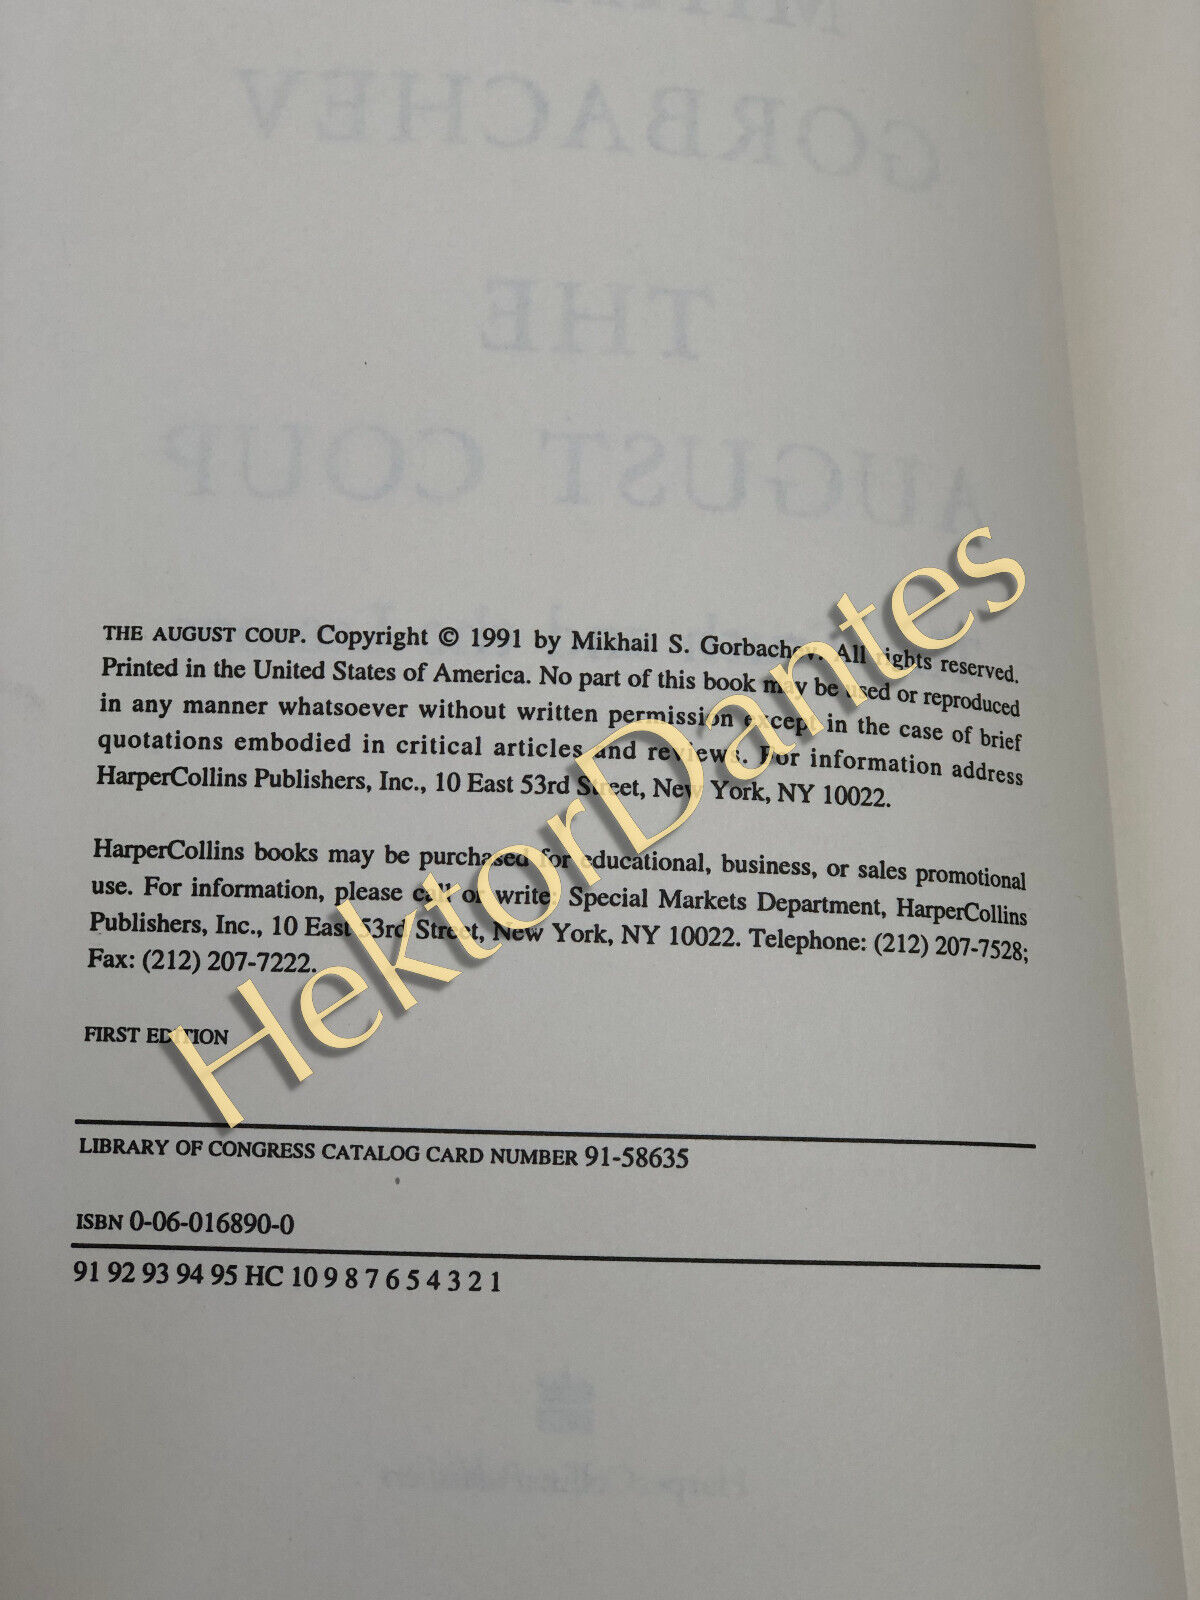 GORBACHEV
THE
AUGUST COUP
THE AUGUST COUP. Copyright © 1991 by Mikhail S. Gorbachev. All rights reserved.
Printed in the United States of America. No part of this book may be used or reproduced
in any manner whatsoever without written permission except in the case of brief
quotations embodied in critical articles and reviews. For information address
HarperCollins Publishers, Inc., 10 East 53rd Street, New York, NY 10022.
HarperCollins books may be purchased for educational, business, or sales promotional
use. For information, please call or write: Special Markets Department, HarperCollins
Publishers, Inc., 10 East 53rd Street, New York, NY 10022. Telephone: (212) 207-7528;
Fax: (212) 207-7222.
FIRST EDITION
HektorDantes
LIBRARY OF CONGRESS CATALOG CARD NUMBER 91-58635
ISBN 0-06-016890-0
91 92 93 94 95 HC 10 9 8 7 6 5 4 3 2 1